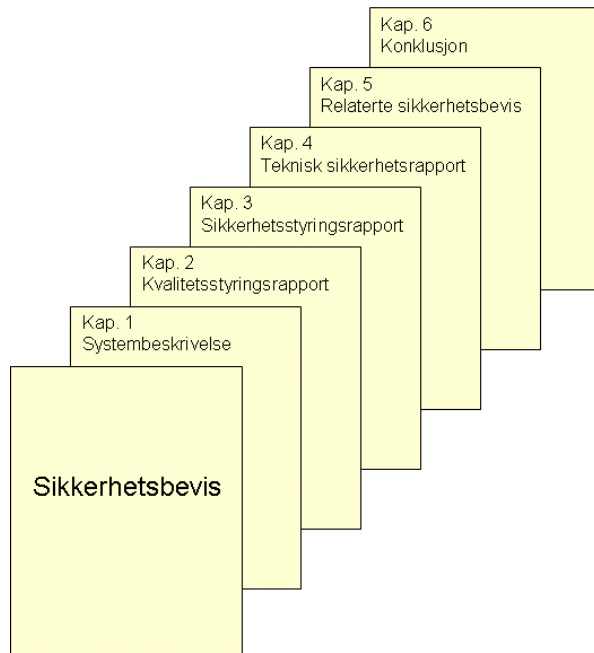 Kap. 6
Konklusjon
Kap. 5
Relaterte sikkerhetsbevis
Kap. 4
Teknisk sikkerhetsrapport
Kap. 3
Sikkerhetsstyringsrapport
Kap. 2
Kvalitetsstyringsrapport
Kap. 1
Systembeskrivelse
Sikkerhetsbevis